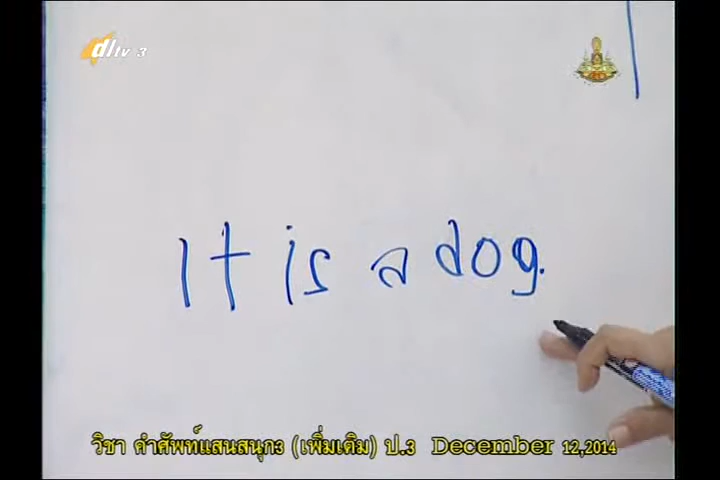 dltv 3
It is a dog.
วิชา คำศัพท์แสนสนุก3 (เพิ่มเติม) ป.3 December 12,2014